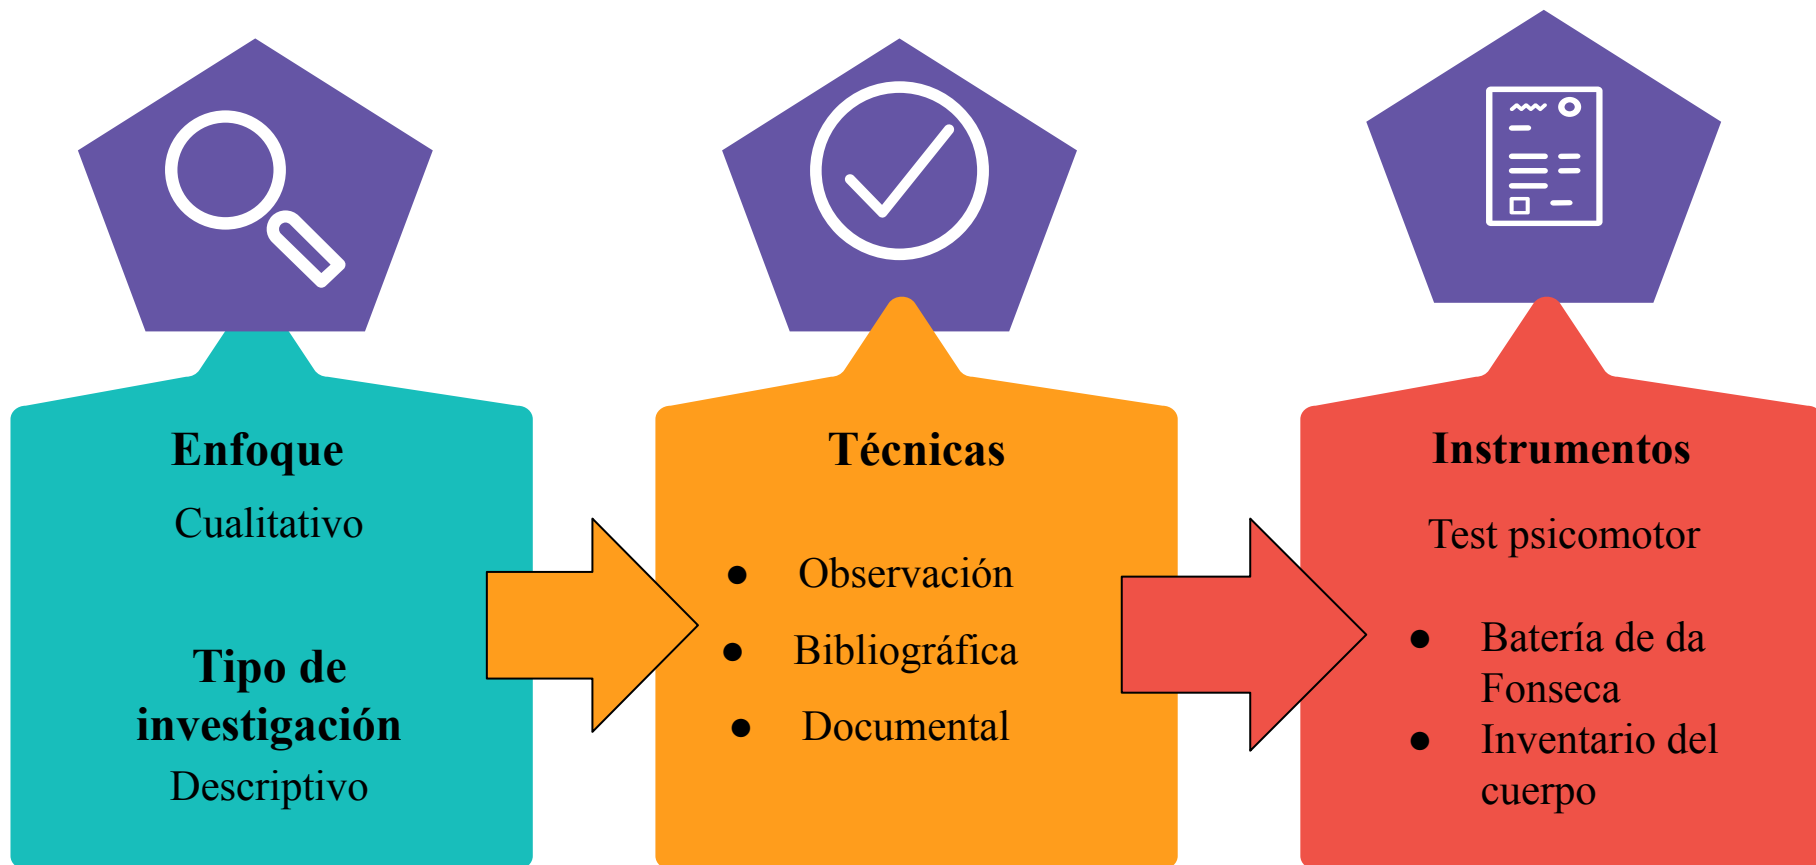 Enfoque
Cualitativo
Tipo de
investigación
Descriptivo
Técnicas
● Observación
● Bibliográfica
● Documental
Instrumentos
Test psicomotor
● Batería de da
Fonseca
● Inventario del
cuerpo